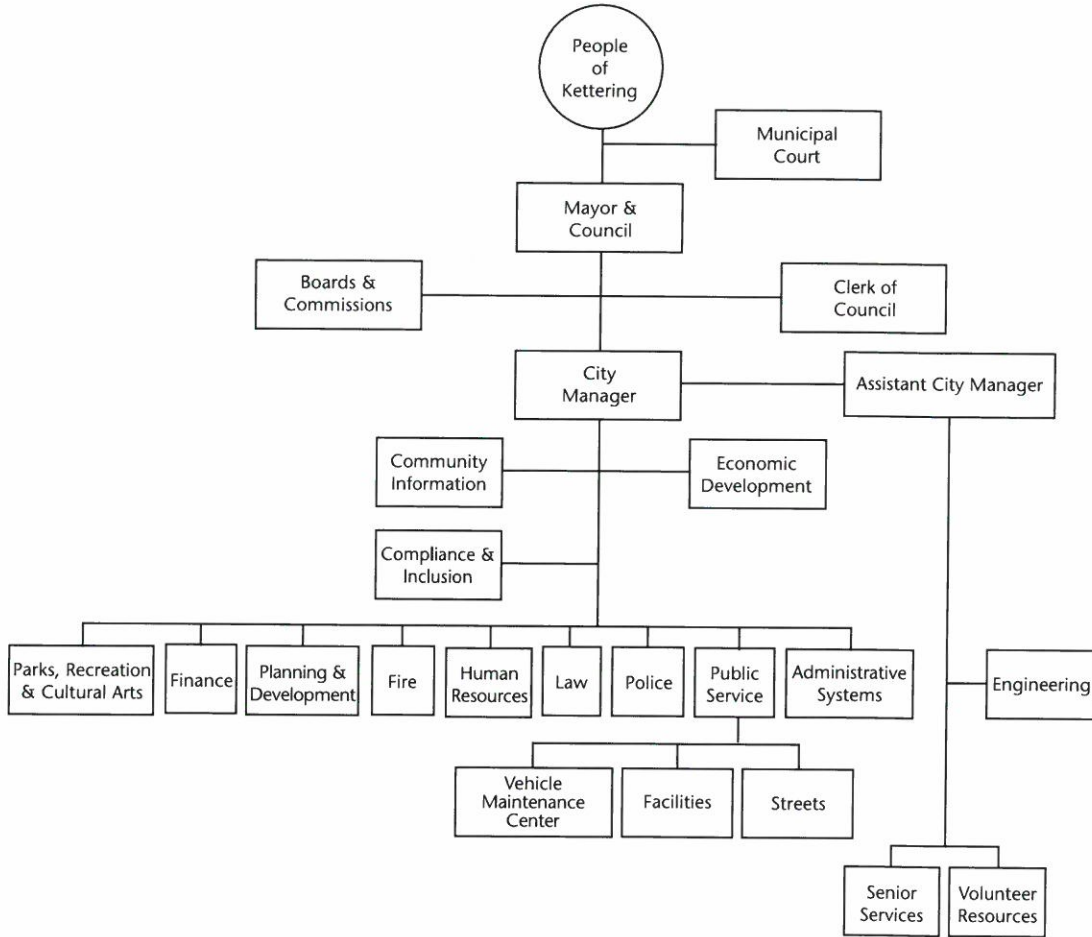 People
of
Kettering
Municipal
Court
Mayor &
Council
Boards &
Commissions
Clerk of
Council
City
Manager
Assistant City Manager
Community
Information
Economic
Development
Compliance &
Inclusion
Parks, Recreation
& Cultural Arts
Finance
Planning &
Development
Fire
Human
Resources
Law
Police
Public
Service
Administrative
Systems
Engineering
Vehicle
Maintenance
Center
Facilities
Streets
Senior
Services
Volunteer
Resources